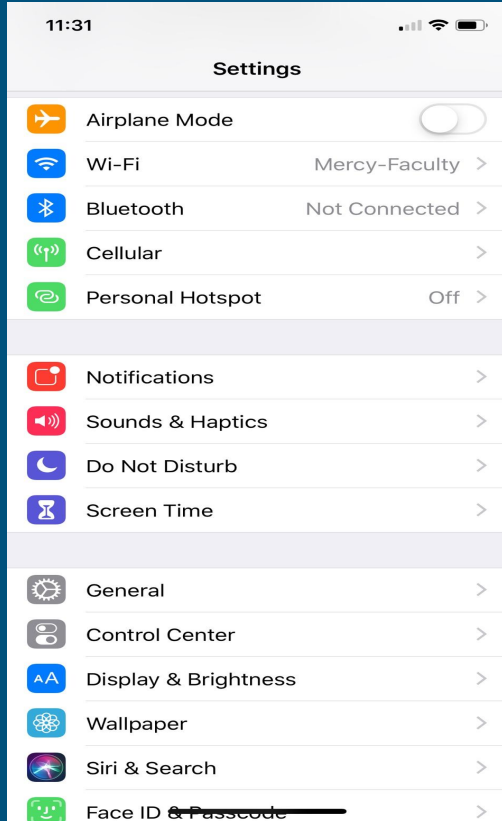 11:31
Settings
Airplane Mode
Wi-Fi Mercy-Faculty
Bluetooth Not Connected
Cellular
Personal Hotspot Off
Notifications
Sounds & Haptics
Do Not Disturb
Screen Time
General
Control Center
AA Display & Brightness
Wallpaper
Siri & Search
Face ID & Passcode